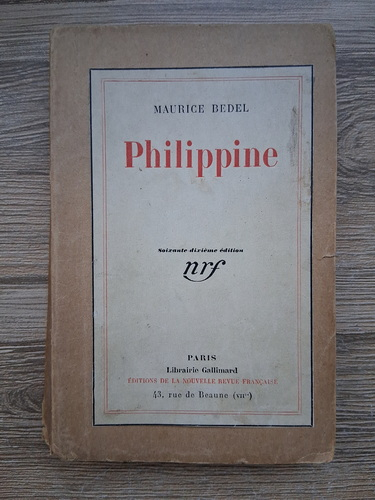 MAURICE BEDEL
Philippine
Soixante dixième édition
nrf
PARIS
Librairie Gallimard
ÉDITIONS DE LA NOUVELLE REVUE FRANÇAISE
43, rue de Beaune (VIIᵉ)